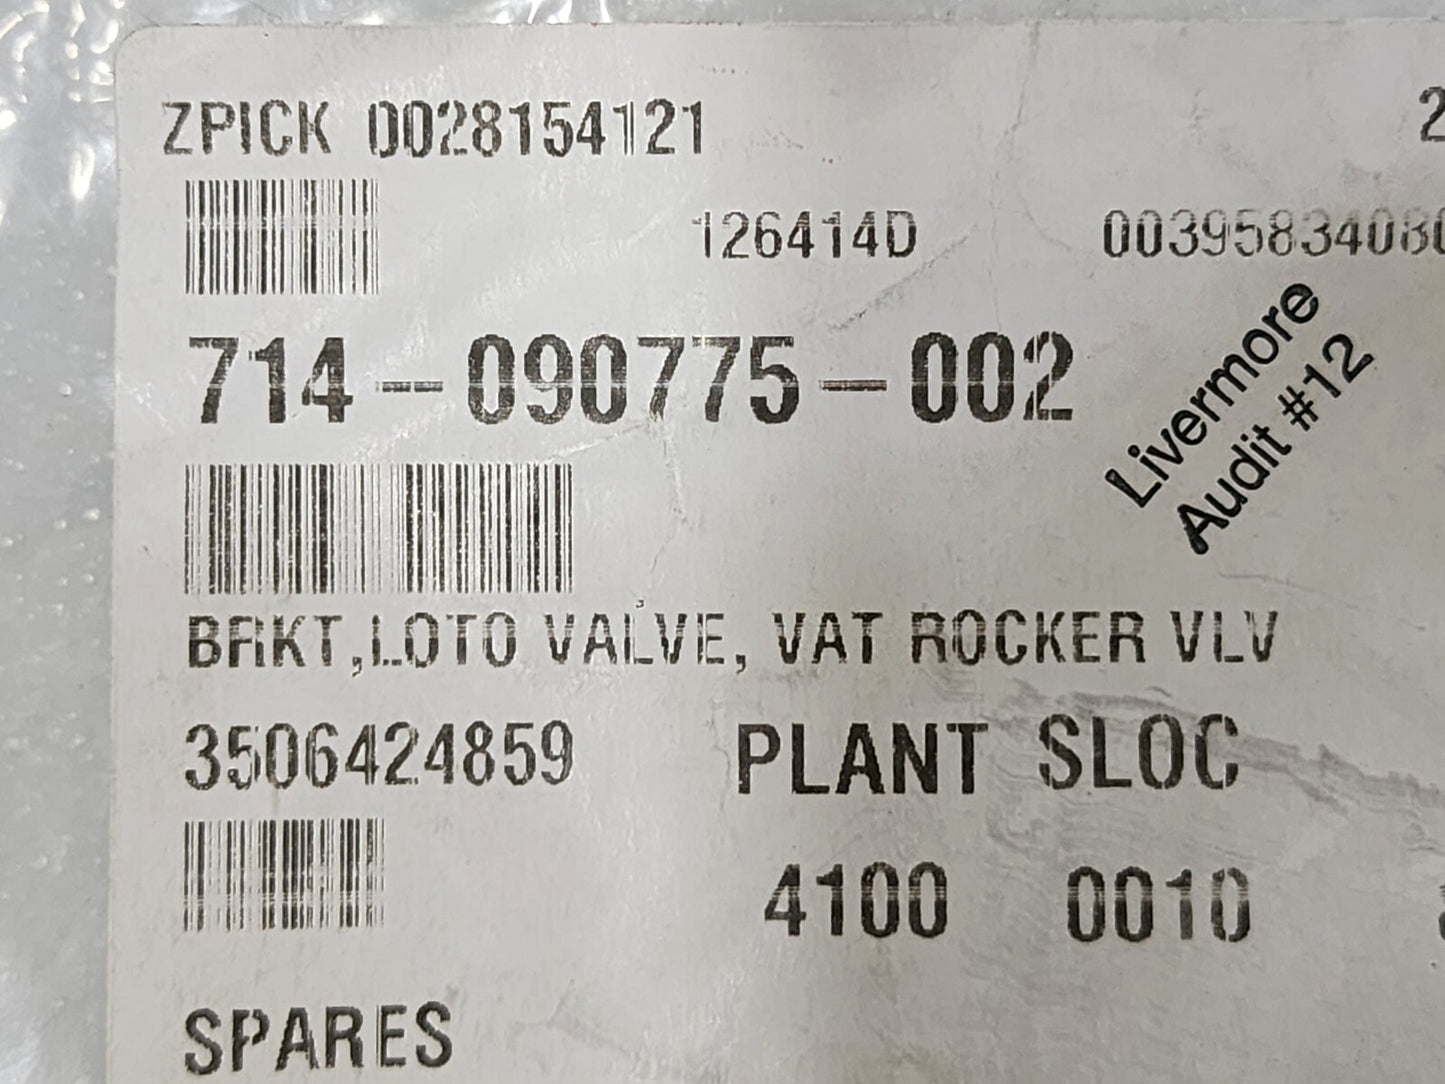 ZPICK 0028154121
126414D 0039583408
714-090775-002
Livermore
Audit #12
BRKT,LOTO VALVE, VAT ROCKER VLV
3506424859 PLANT SLOC
4100 0010
SPARES